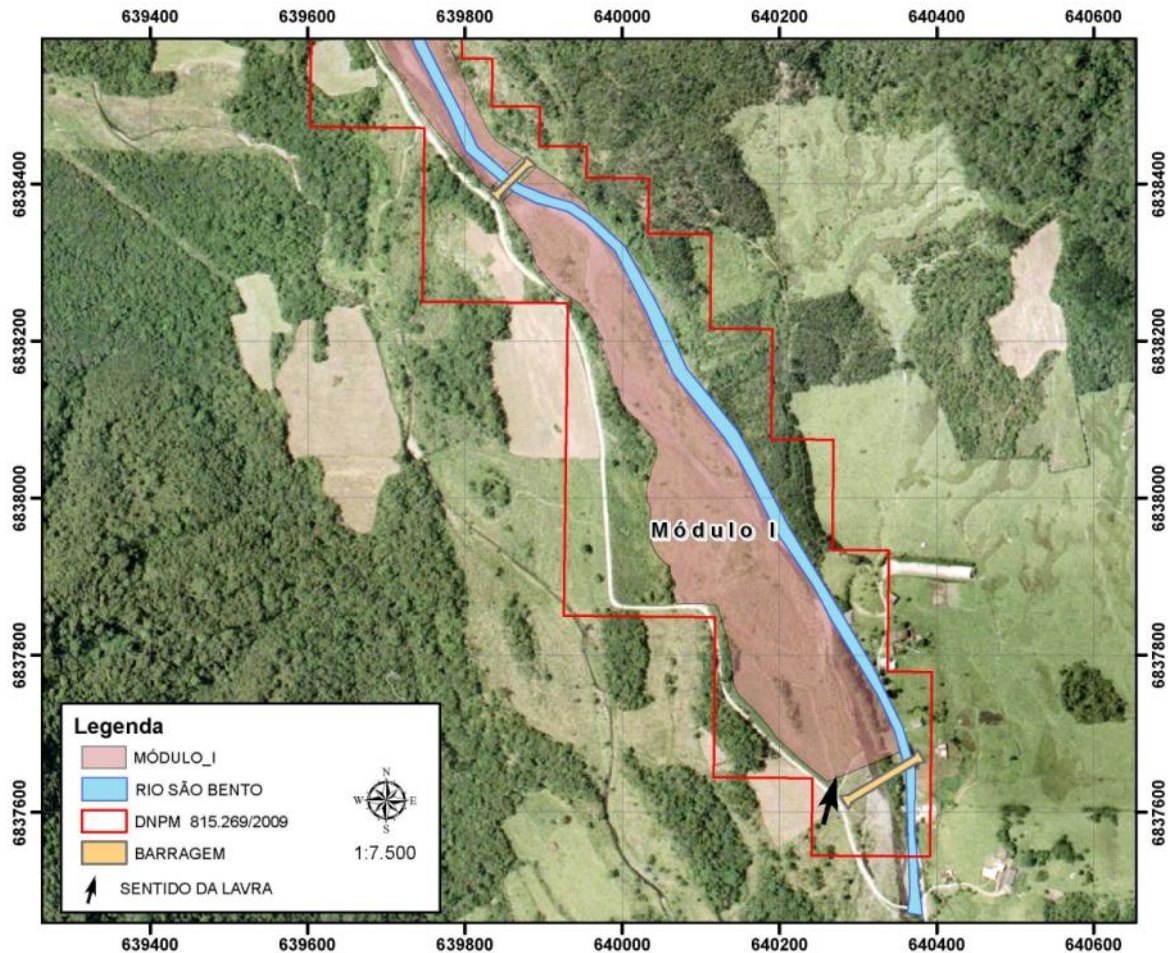 639400 639600 639800 640000 640200 640400 640600
6838400 6838400
6838200 6838200
6838000 6838000
Módulo I
6837800 6837800
6837600 6837600
Legenda
MÓDULO_I
RIO SÃO BENTO
DNPM 815.269/2009
BARRAGEM
SENTIDO DA LAVRA
N
W E
S
1:7.500
639400 639600 639800 640000 640200 640400 640600